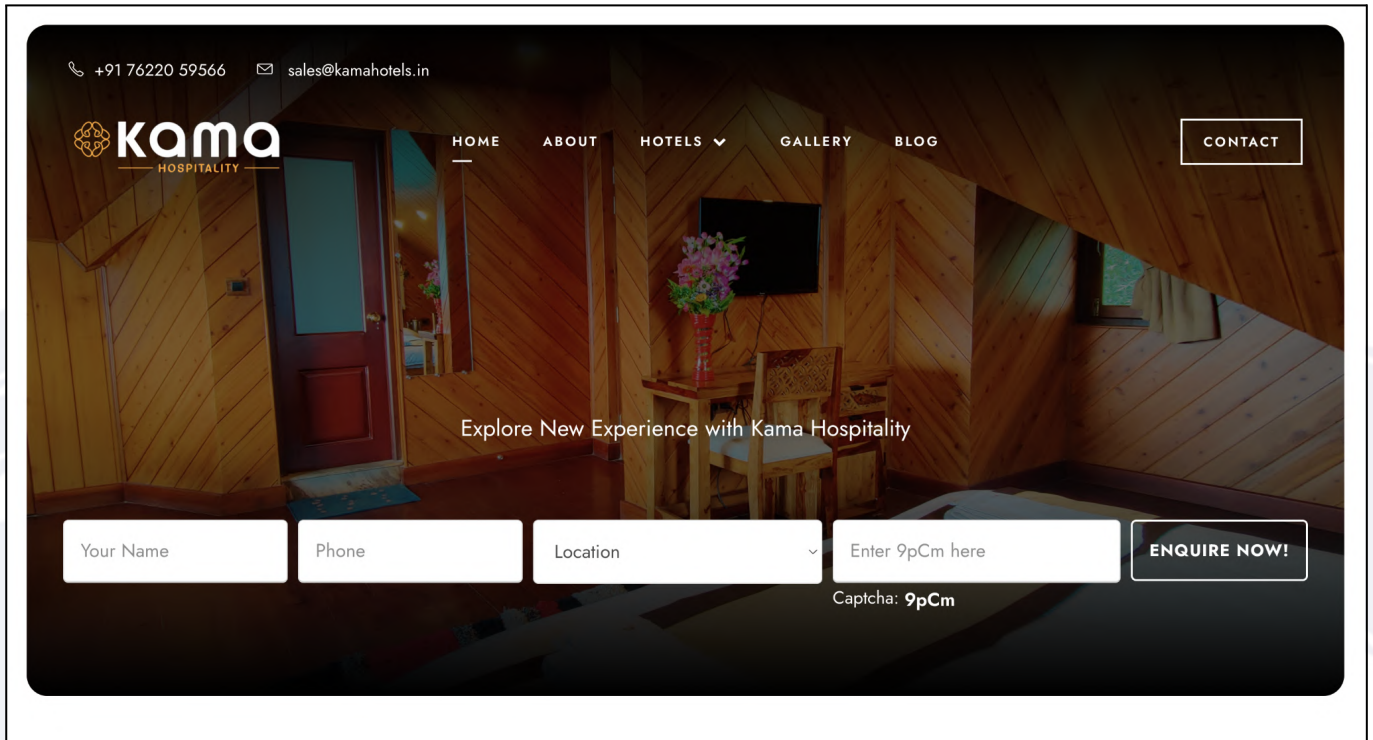 +91 76220 59566 sales@kamahotels.in
Kama
HOSPITALITY
HOME ABOUT HOTELS GALLERY BLOG CONTACT
Explore New Experience with Kama Hospitality
Your Name Phone Location Enter 9pCm here ENQUIRE NOW!
Captcha: 9pCm